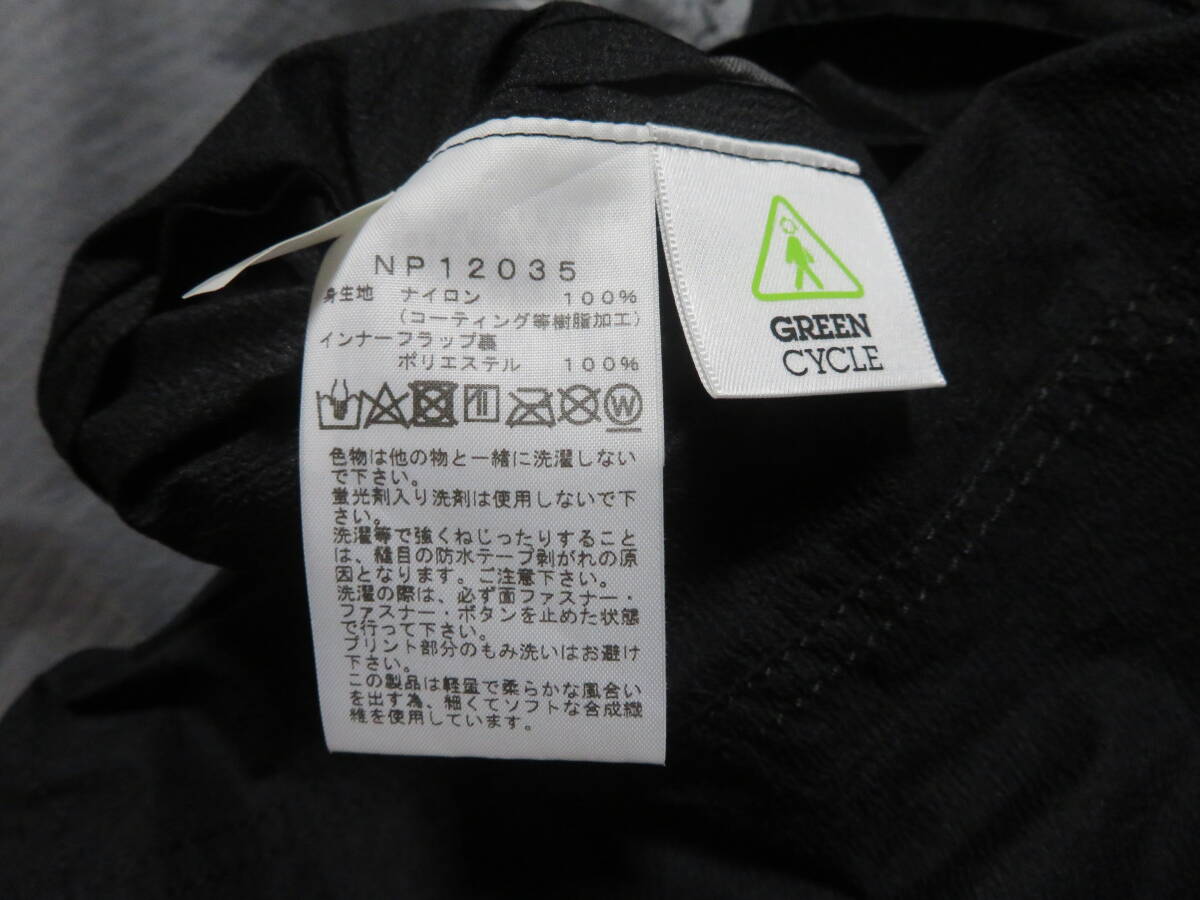 NP12035
身生地 ナイロン 100%
(コーティング等樹脂加工)
インナーフラップ裏
ポリエステル 100%
W
色物は他の物と一緒に洗濯しない
で下さい。
蛍光剤入り洗剤は使用しないで下
さい。
洗濯等で強くねじったりすること
は、縫目の防水テープ剥がれの原
因となります。ご注意下さい。
洗濯の際は、必ず面ファスナー・
ファスナー・ボタンを止めた状態
で行って下さい。
プリント部分のもみ洗いはお避け
下さい。
この製品は軽量で柔らかな風合い
を出す為、細くてソフトな合成繊
維を使用しています。
GREEN
CYCLE